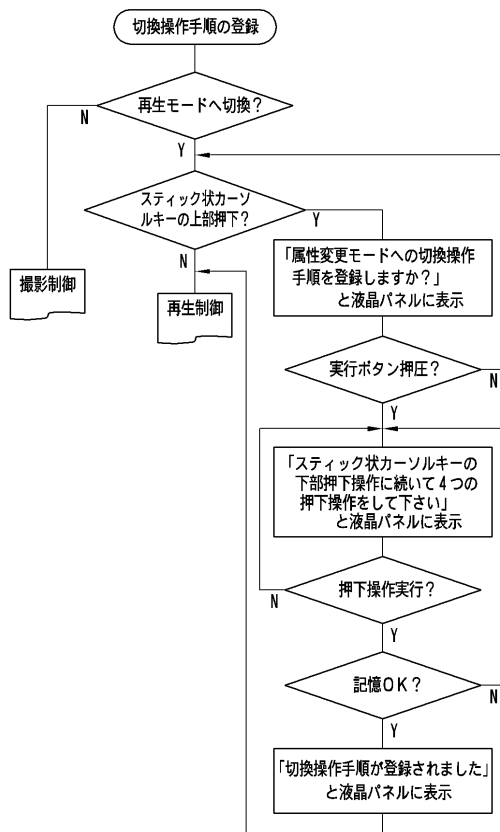 切換操作手順の登録
再生モードへ切換?
N
Y
スティック状カーソ
ルキーの上部押下?
Y
N
撮影制御
再生制御
「属性変更モードへの切換操作
手順を登録しますか?」
と液晶パネルに表示
実行ボタン押圧?
N
Y
「スティック状カーソルキーの
下部押下操作に続いて4つの
押下操作をして下さい」
と液晶パネルに表示
押下操作実行?
N
Y
記憶OK?
N
Y
「切換操作手順が登録されました」
と液晶パネルに表示